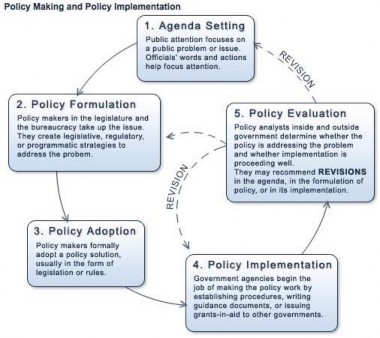 Policy Making and Policy Implementation
1. Agenda Setting
Public attention focuses on
a public problem or issue.
Officials' words and actions
help focus attention.
REVISION
2. Policy Formulation
Policy makers in the legislature and
the bureaucracy take up the issue.
They create legislative, regulatory,
or programmatic strategies to
address the probem.
5. Policy Evaluation
Policy analysts inside and outside
government determine whether the
policy is addressing the problem
and whether implementation is
proceeding well.
They may recommend REVISIONS
in the agenda, in the formulation of
policy, or in its implementation.
REVISION
3. Policy Adoption
Policy makers formally
adopt a policy solution,
usually in the form of
legislation or rules.
4. Policy Implementation
Government agencies begin the
job of making the policy work by
establishing procedures, writing
guidance documents, or issuing
grants-in-aid to other governments.